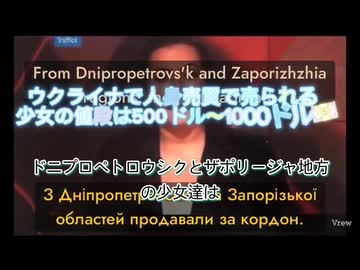 Traffick
From Dnipropetrovs'k and Zaporizhzhia
ウクライナで人身売買で売られる
少女の値段は500ドル〜1000ドル💵
ドニプロペトロウシクとザポリージャ地方
の少女達は
З Дніпропет Запорізької
областей продавали за кордон.
Vrew